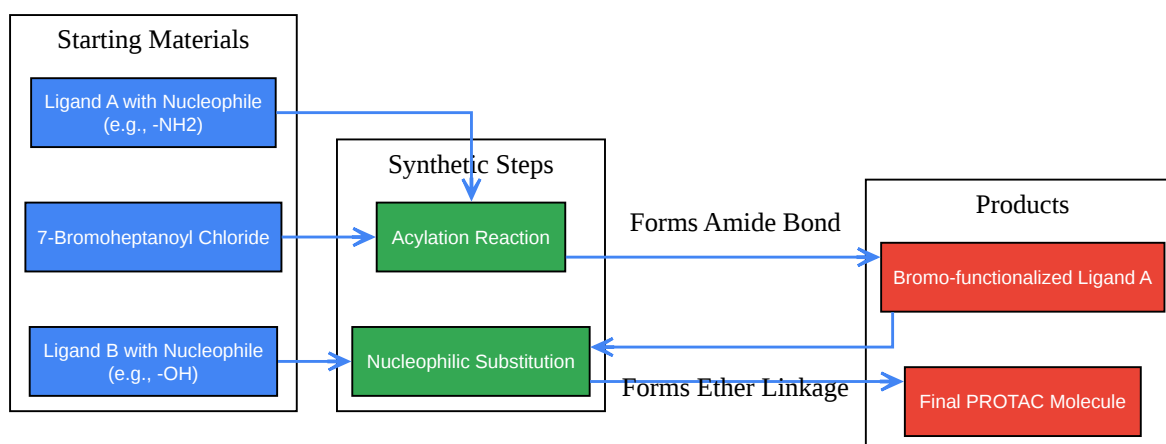 Starting Materials
Ligand A with Nucleophile
(e.g., -NH2)
7-Bromoheptanoyl Chloride
Ligand B with Nucleophile
(e.g., -OH)
Synthetic Steps
Acylation Reaction
Nucleophilic Substitution
Forms Amide Bond
Forms Ether Linkage
Products
Bromo-functionalized Ligand A
Final PROTAC Molecule